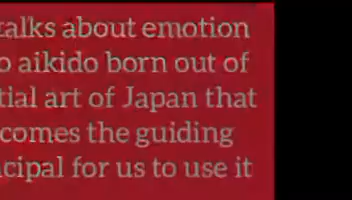 talks about emotion
o aikido born out of
tial art of Japan that
comes the guiding
cipal for us to use it